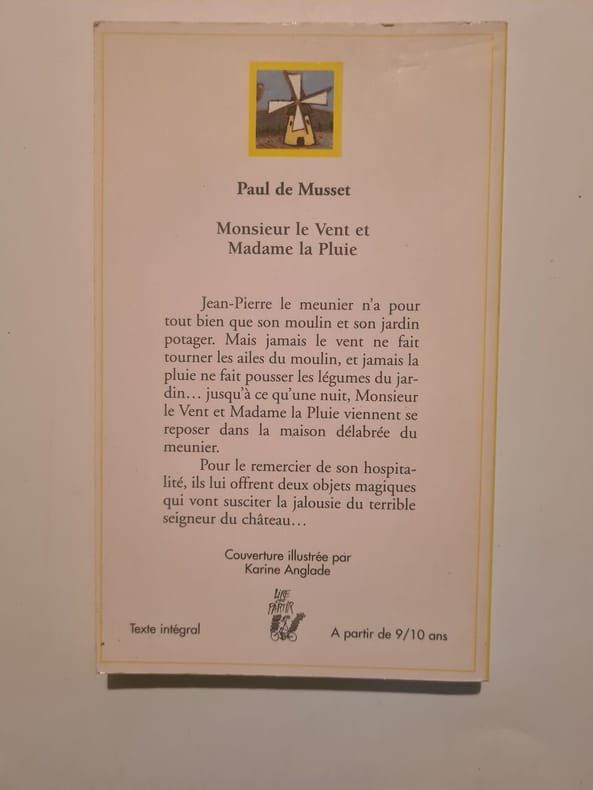 Paul de Musset
Monsieur le Vent et
Madame la Pluie
Jean-Pierre le meunier n'a pour
tout bien que son moulin et son jardin
potager. Mais jamais le vent ne fait
tourner les ailes du moulin, et jamais la
pluie ne fait pousser les légumes du jar-
din… jusqu'à ce qu'une nuit, Monsieur
le Vent et Madame la Pluie viennent se
reposer dans la maison délabrée du
meunier.
Pour le remercier de son hospita-
lité, ils lui offrent deux objets magiques
qui vont susciter la jalousie du terrible
seigneur du château…
Couverture illustrée par
Karine Anglade
LIRE
PARTIR
Texte intégral
A partir de 9/10 ans